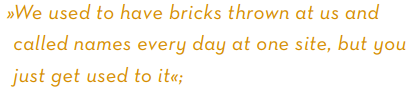 »We used to have bricks thrown at us and
called names every day at one site, but you
just get used to it«;